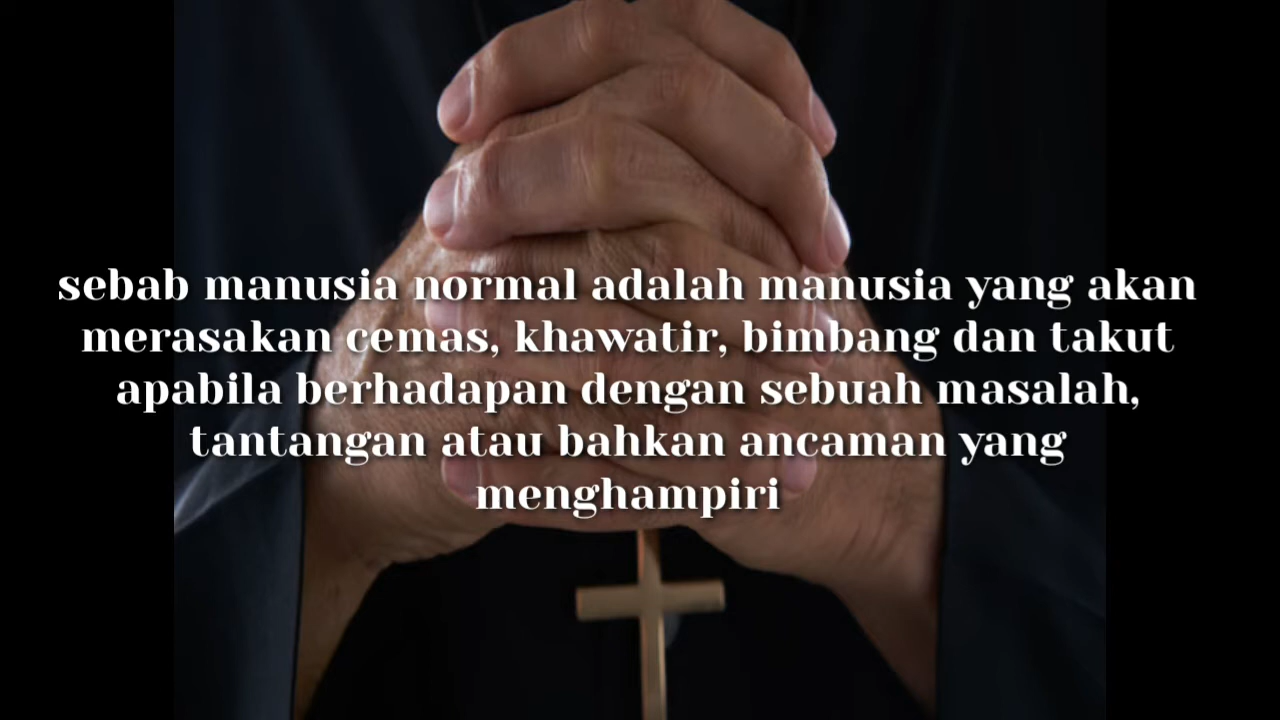 sebab manusia normal adalah manusia yang akan
merasakan cemas, khawatir, bimbang dan takut
apabila berhadapan dengan sebuah masalah,
tantangan atau bahkan ancaman yang
menghampiri